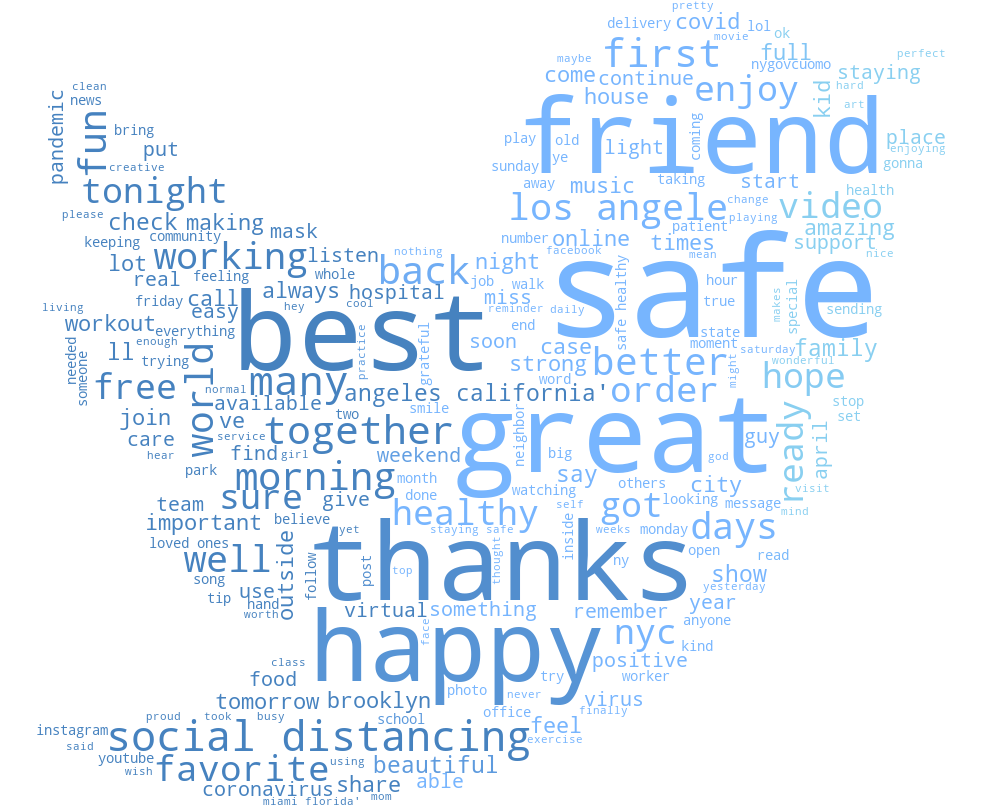 pretty
delivery covid lol
ok
movie
first full
maybe nygovcuomo perfect
come continue staying
clean house enjoy kid hard
news art
pandemic fun bring friend
put play old light coming place
creative ye enjoying
sunday gonna
tonight away music taking start health
please check making los angele change video
mask number patient playing amazing
keeping community online times support
working listen nothing facebook mean nice
lot back night
real feeling whole job walk safe healthy hour
always hospital miss safe true special makes sending
living friday call hey cool reminder daily
easy end state
workout everything practice grateful soon case moment saturday family
enough best strong better wonderful
ll trying word might hope
needed someone free world normal many angeles california' order stop
join ve available two smile set
service together neighbor great guy ready april
care find girl weekend big god
hear park morning month say others city visit
sure give done watching looking message
team healthy self got mind
important believe yet staying safe weeks monday days
loved ones outside thanks inside open read
well follow post top thought ny
song yesterday
tip use show
hand virtual something remember year
worth happy face nyc anyone
kind
class positive
food try worker
tomorrow brooklyn photo never virus
proud took busy school office finally
instagram social distancing feel
said exercise
youtube using beautiful
wish favorite able
coronavirus share
miami florida' mom